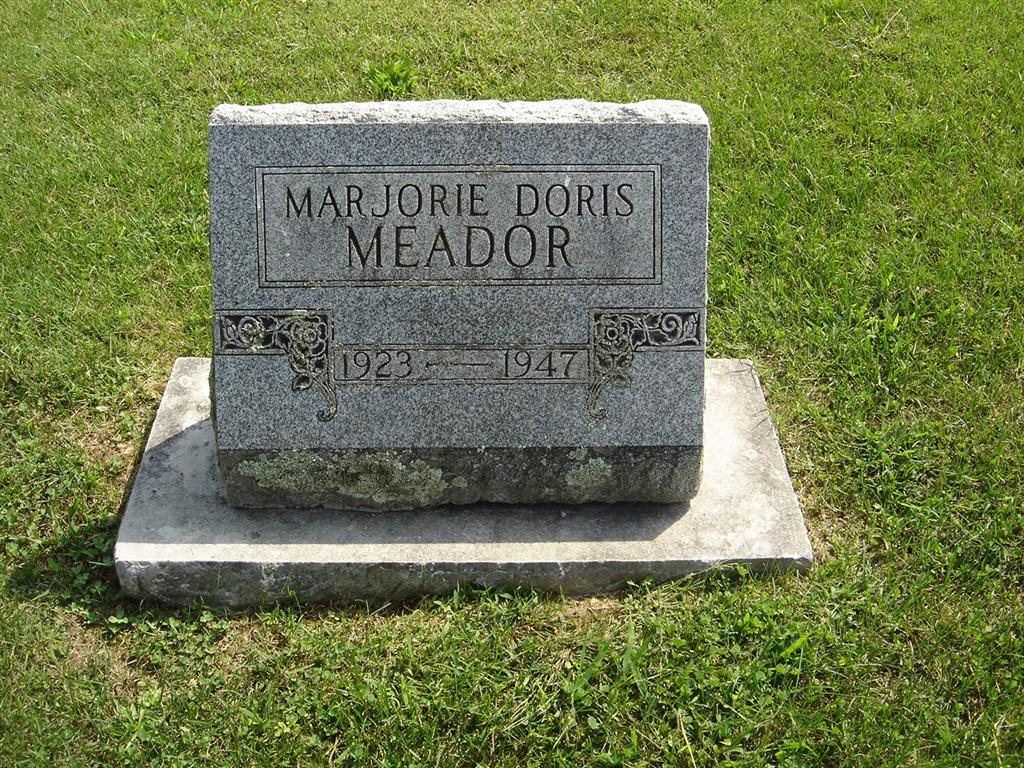 MARJORIE DORIS
MEADOR
1923 — 1947